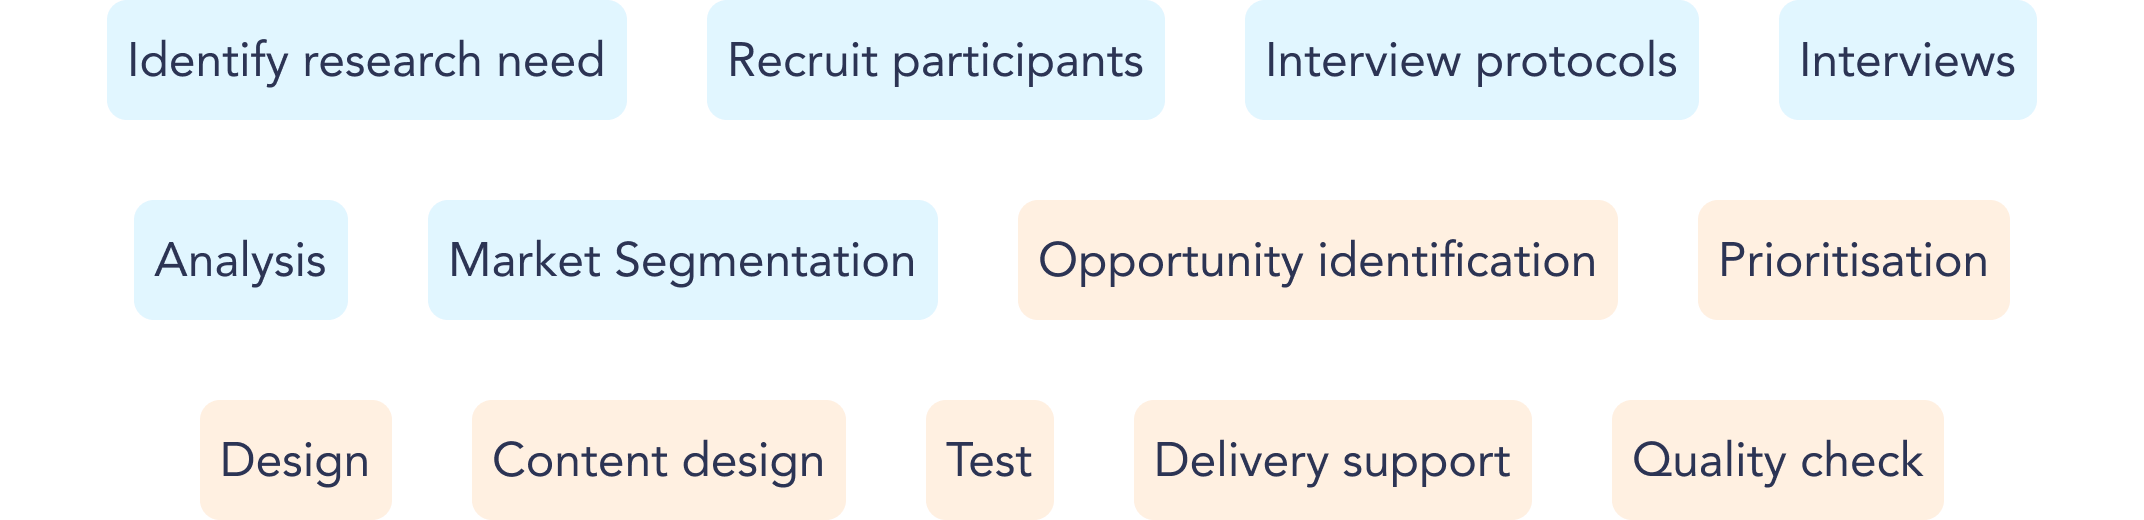 Identify research need
Recruit participants
Interview protocols
Interviews
Analysis
Market Segmentation
Opportunity identification
Prioritisation
Design
Content design
Test
Delivery support
Quality check